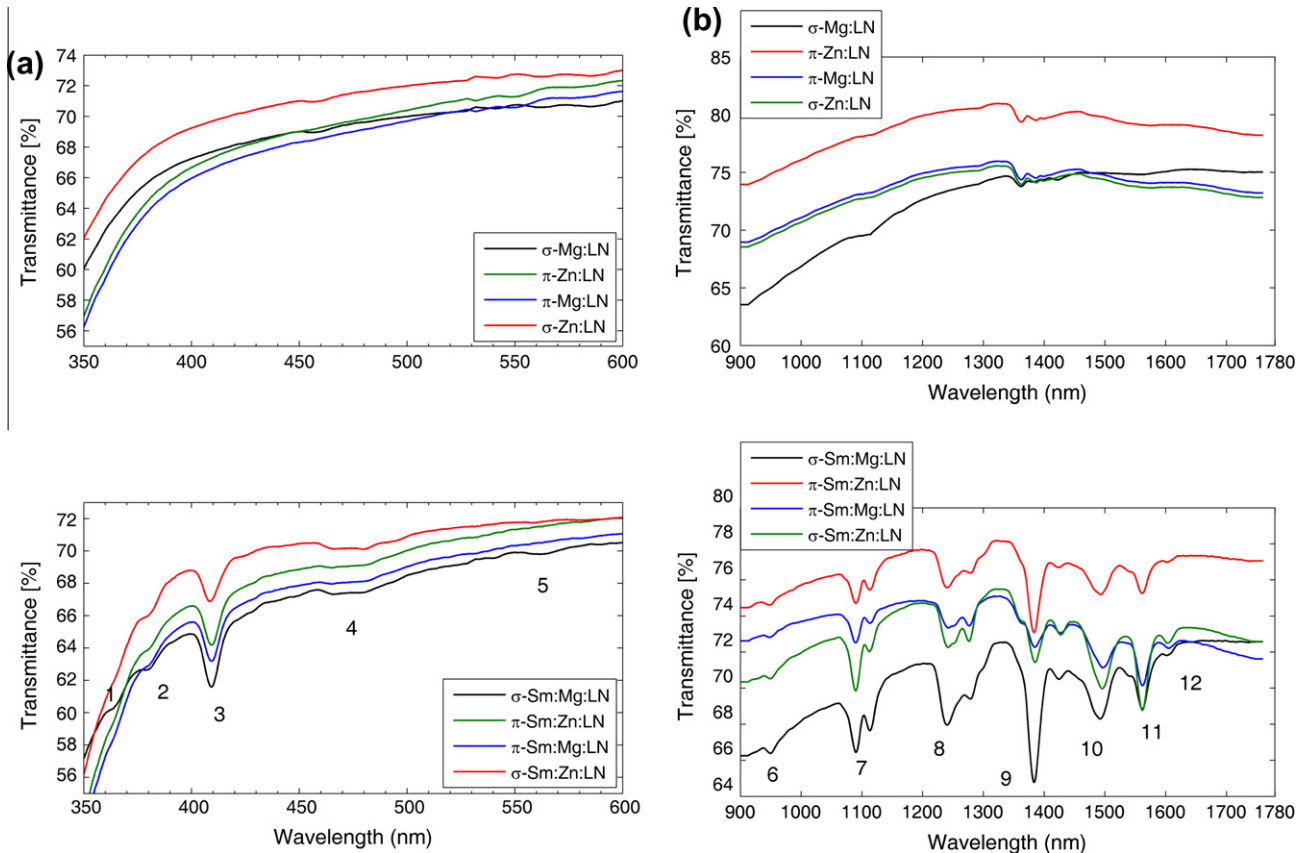 (a)
Transmittance [%]
74
72
70
68
66
64
62
60
58
56
350 400 450 500 550 600
σ-Mg:LN
π-Zn:LN
π-Mg:LN
σ-Zn:LN
(b)
Transmittance [%]
85
80
75
70
65
60
900 1000 1100 1200 1300 1400 1500 1600 1700 1780
Wavelength (nm)
σ-Mg:LN
π-Zn:LN
π-Mg:LN
σ-Zn:LN
Transmittance [%]
72
70
68
66
64
62
60
58
56
350 400 450 500 550 600
Wavelength (nm)
1
2
3
4
5
σ-Sm:Mg:LN
π-Sm:Zn:LN
π-Sm:Mg:LN
σ-Sm:Zn:LN
Transmittance [%]
80
78
76
74
72
70
68
66
64
900 1000 1100 1200 1300 1400 1500 1600 1700 1780
Wavelength (nm)
σ-Sm:Mg:LN
π-Sm:Zn:LN
π-Sm:Mg:LN
σ-Sm:Zn:LN
6
7
8
9
10
11
12